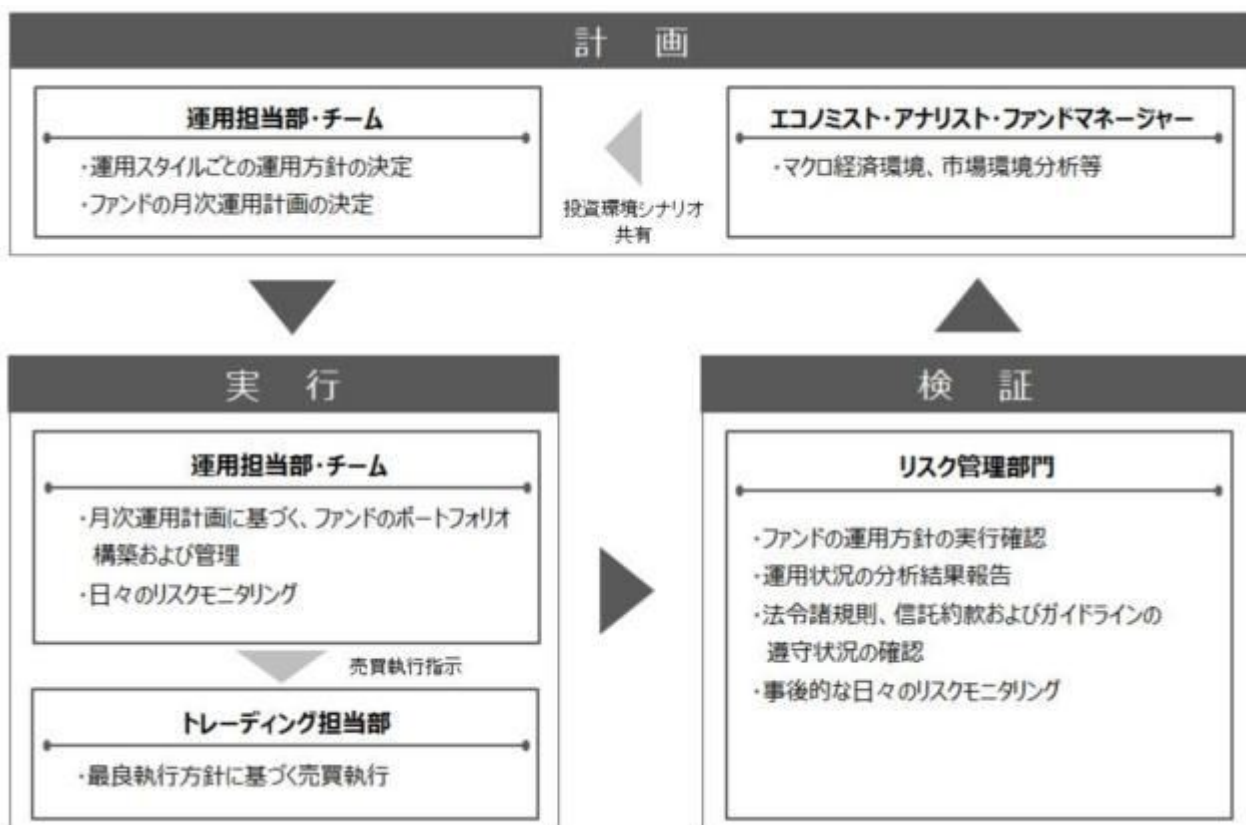 計 画
運用担当部・チーム
・運用スタイルごとの運用方針の決定
・ファンドの月次運用計画の決定
投資環境シナリオ
共有
エコノミスト・アナリスト・ファンドマネージャー
・マクロ経済環境、市場環境分析等
実 行
運用担当部・チーム
・月次運用計画に基づく、ファンドのポートフォリオ
構築および管理
・日々のリスクモニタリング
売買執行指示
トレーディング担当部
・最良執行方針に基づく売買執行
検 証
リスク管理部門
・ファンドの運用方針の実行確認
・運用状況の分析結果報告
・法令諸規則、信託約款およびガイドラインの
遵守状況の確認
・事後的な日々のリスクモニタリング